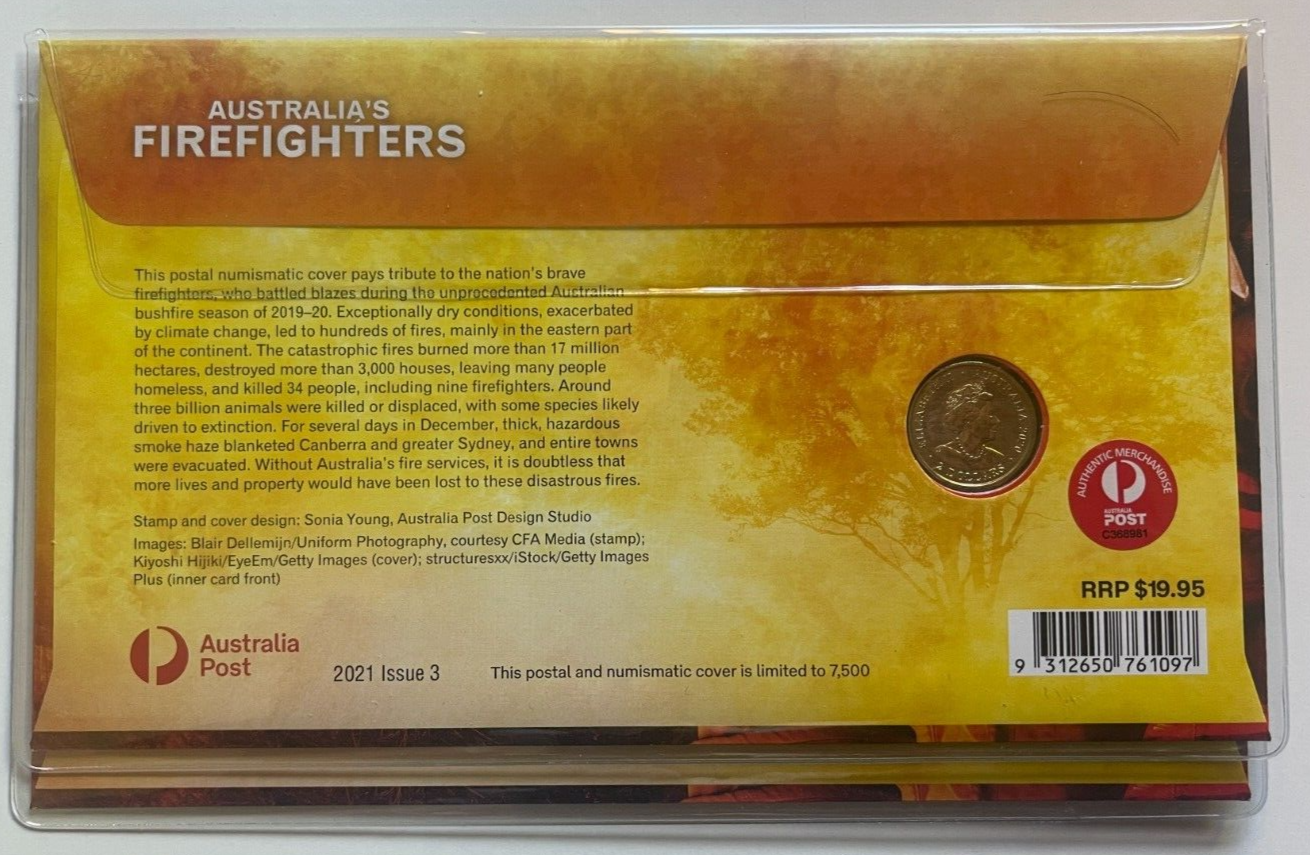 AUSTRALIA'S
FIREFIGHTERS
This postal numismatic cover pays tribute to the nation's brave
firefighters, who battled blazes during the unprecedented Australian
bushfire season of 2019–20. Exceptionally dry conditions, exacerbated
by climate change, led to hundreds of fires, mainly in the eastern part
of the continent. The catastrophic fires burned more than 17 million
hectares, destroyed more than 3,000 houses, leaving many people
homeless, and killed 34 people, including nine firefighters. Around
three billion animals were killed or displaced, with some species likely
driven to extinction. For several days in December, thick, hazardous
smoke haze blanketed Canberra and greater Sydney, and entire towns
were evacuated. Without Australia's fire services, it is doubtless that
more lives and property would have been lost to these disastrous fires.
Stamp and cover design: Sonia Young, Australia Post Design Studio
Images: Blair Dellemijn/Uniform Photography, courtesy CFA Media (stamp);
Kiyoshi Hijiki/EyeEm/Getty Images (cover); structuresxx/iStock/Getty Images
Plus (inner card front)
AUSTRALIA
2 DOLLARS
AUTHENTIC MERCHANDISE
AUSTRALIA
POST
C368981
RRP $19.95
9 312650 761097
Australia
Post
2021 Issue 3
This postal and numismatic cover is limited to 7,500